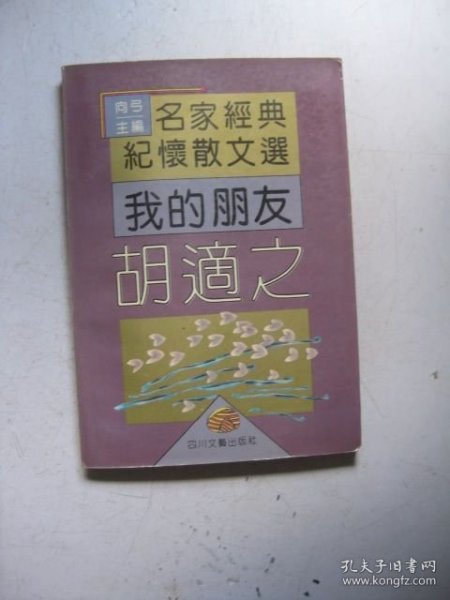 向弓
主編
名家經典
紀懷散文選
我的朋友
胡適之
四川文藝出版社
孔夫子旧书网
www.kongfz.com